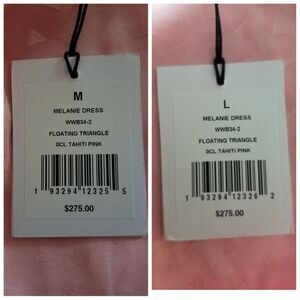 M
MELANIE DRESS
WWB34-2
FLOATING TRIANGLE
0CL TAHITI PINK
1 93294 12325 5
$275.00
L
MELANIE DRESS
WWB34-2
FLOATING TRIANGLE
0CL TAHITI PINK
1 93294 12326 2
$275.00